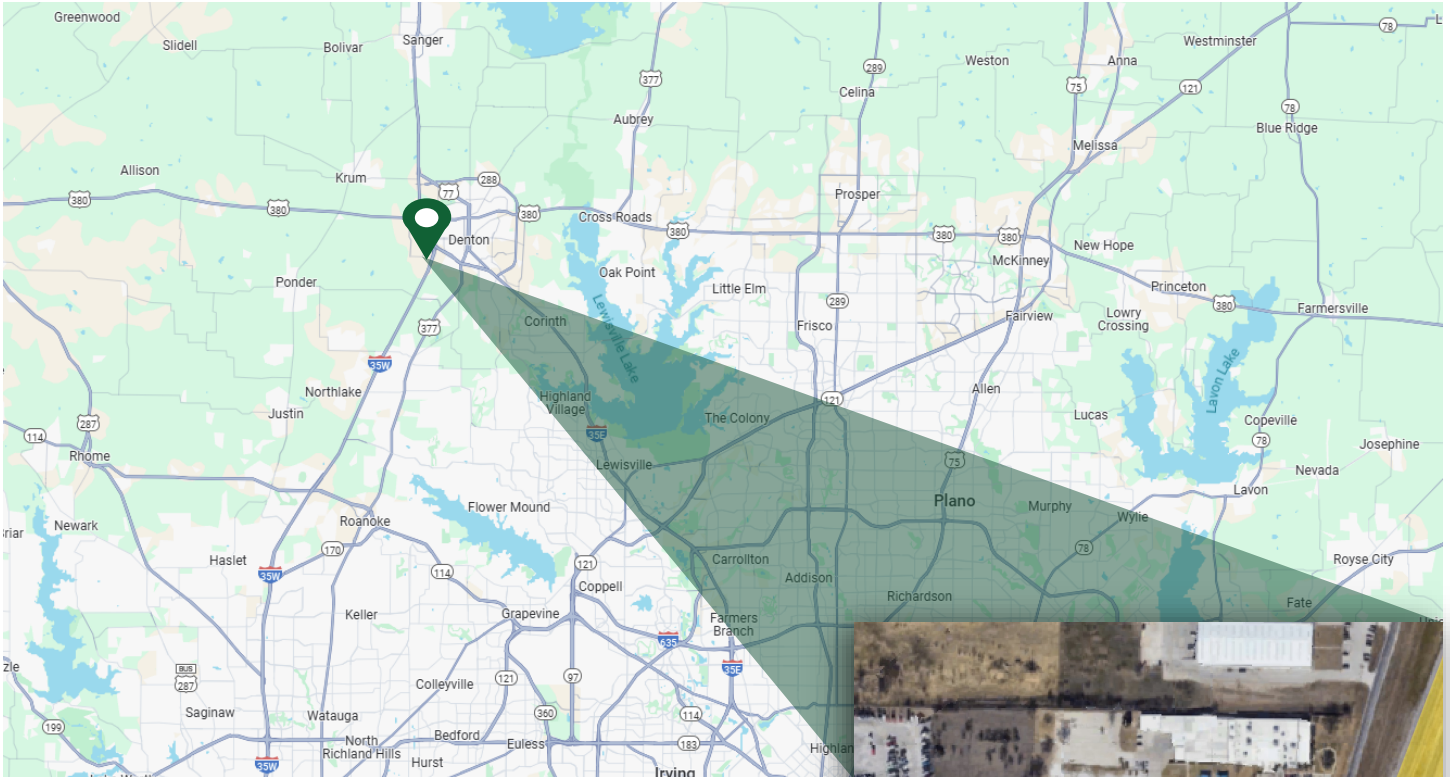 Greenwood
Slidell
Bolivar
Sanger
377
289
Weston
Westminster
78
Anna
75
121
Celina
78
Aubrey
Blue Ridge
Melissa
Allison
Krum
77
288
380
380
380
Cross Roads
Prosper
380
380
380
Denton
New Hope
McKinney
Ponder
Oak Point
Little Elm
289
Princeton
380
Farmersville
377
Corinth
Lewisville Lake
Frisco
Fairview
Lowry
Crossing
35W
Northlake
Justin
Highland
Village
The Colony
121
Allen
Lucas
Lavon Lake
Copeville
287
114
35E
78
Josephine
Rhome
Lewisville
75
Nevada
Lavon
Newark
Flower Mound
Plano
Murphy
Wylie
Roanoke
170
78
Haslet
35W
114
121
Coppell
Carrollton
Addison
Richardson
Royse City
Fate
Keller
Grapevine
Farmers
Branch
635
35E
BUS
287
Colleyville
121
97
Saginaw
Watauga
360
114
199
North
Richland Hills
Bedford
Euless
183
35W
Hurst
Irving